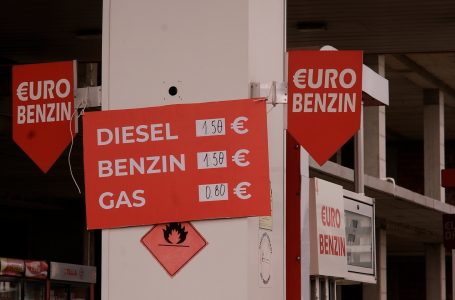 €URO
BENZIN
€URO
BENZIN
DIESEL 1.50 €
BENZIN 1.50 €
GAS 0.80 €
€URO
BENZIN